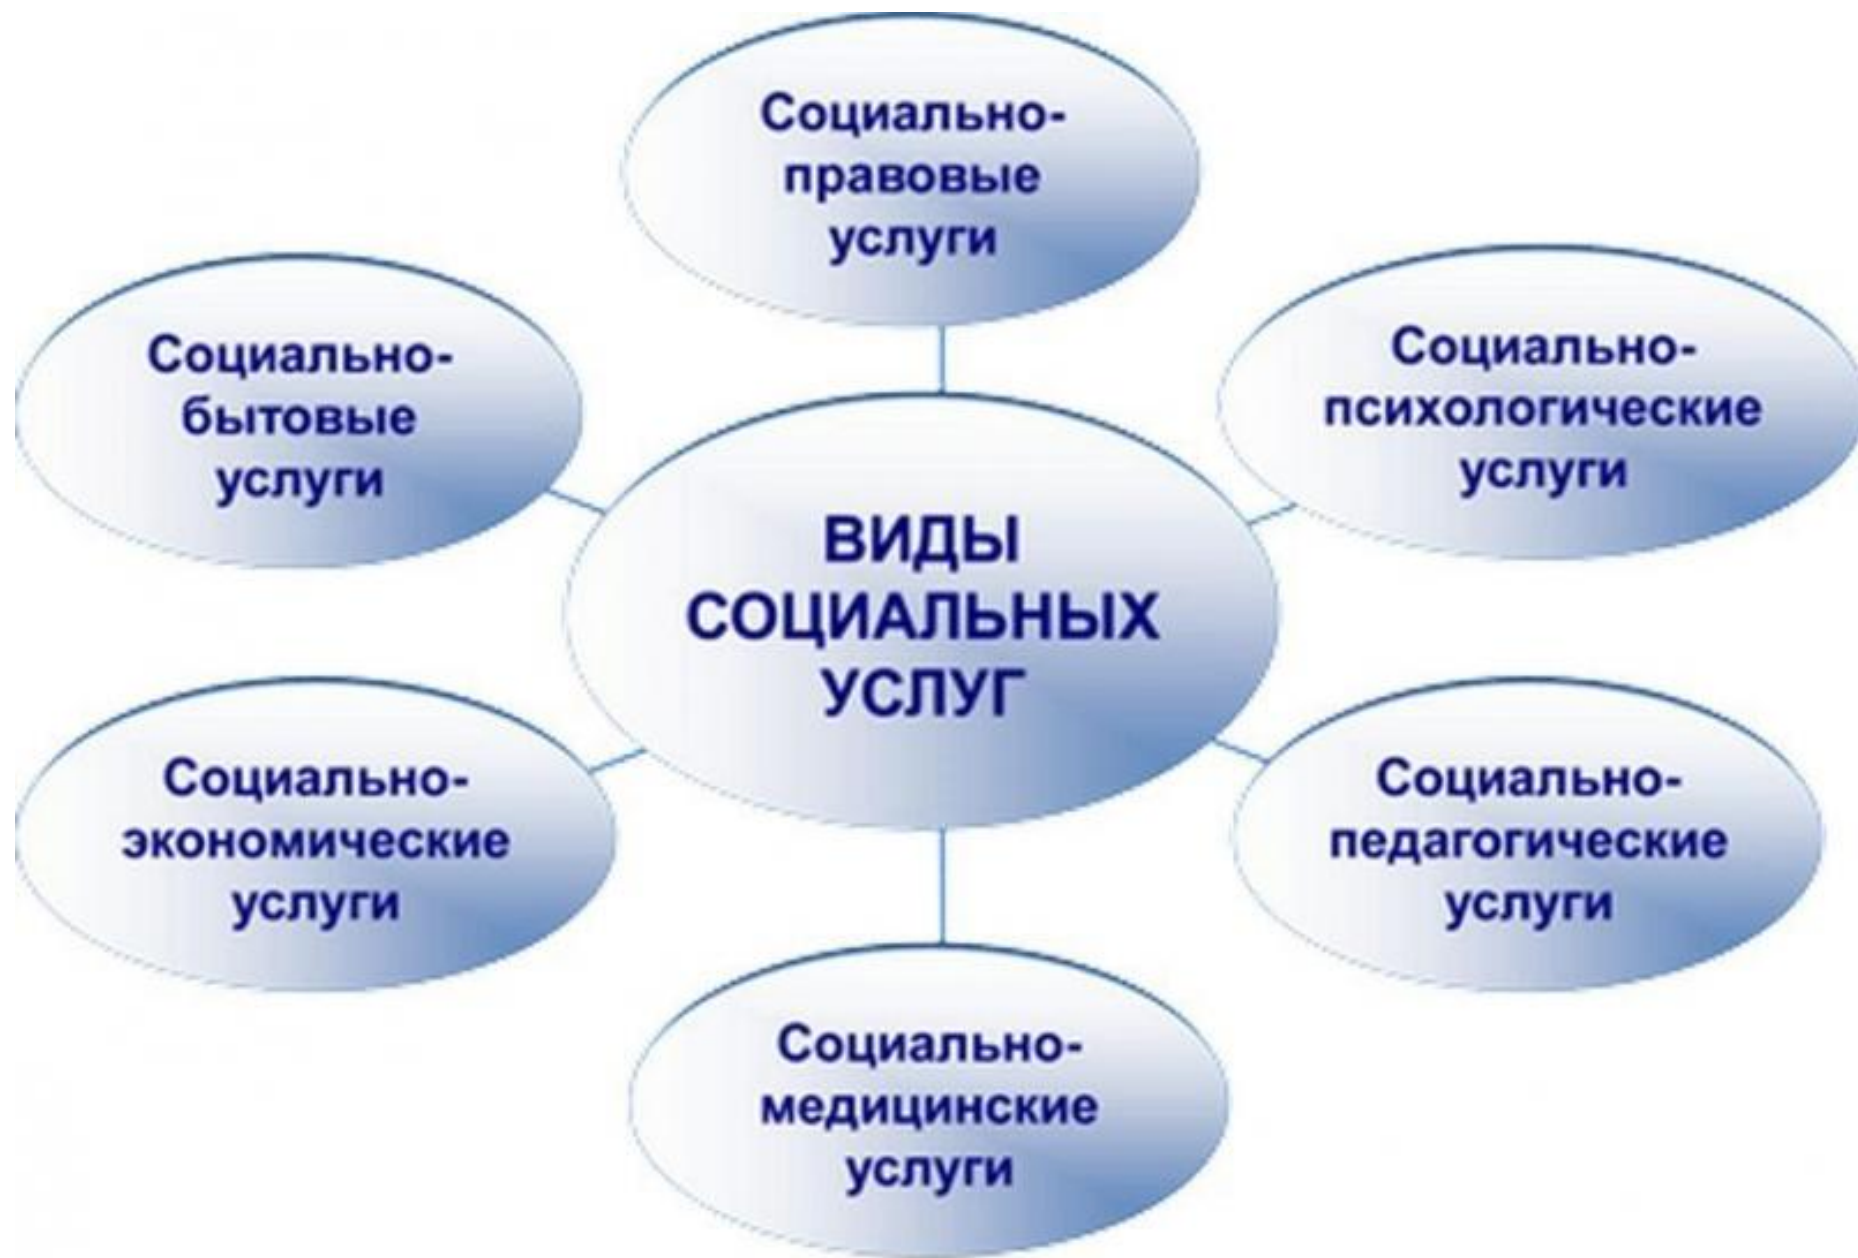 Социально-
правовые
услуги
Социально-
бытовые
услуги
Социально-
психологические
услуги
ВИДЫ
СОЦИАЛЬНЫХ
УСЛУГ
Социально-
экономические
услуги
Социально-
педагогические
услуги
Социально-
медицинские
услуги